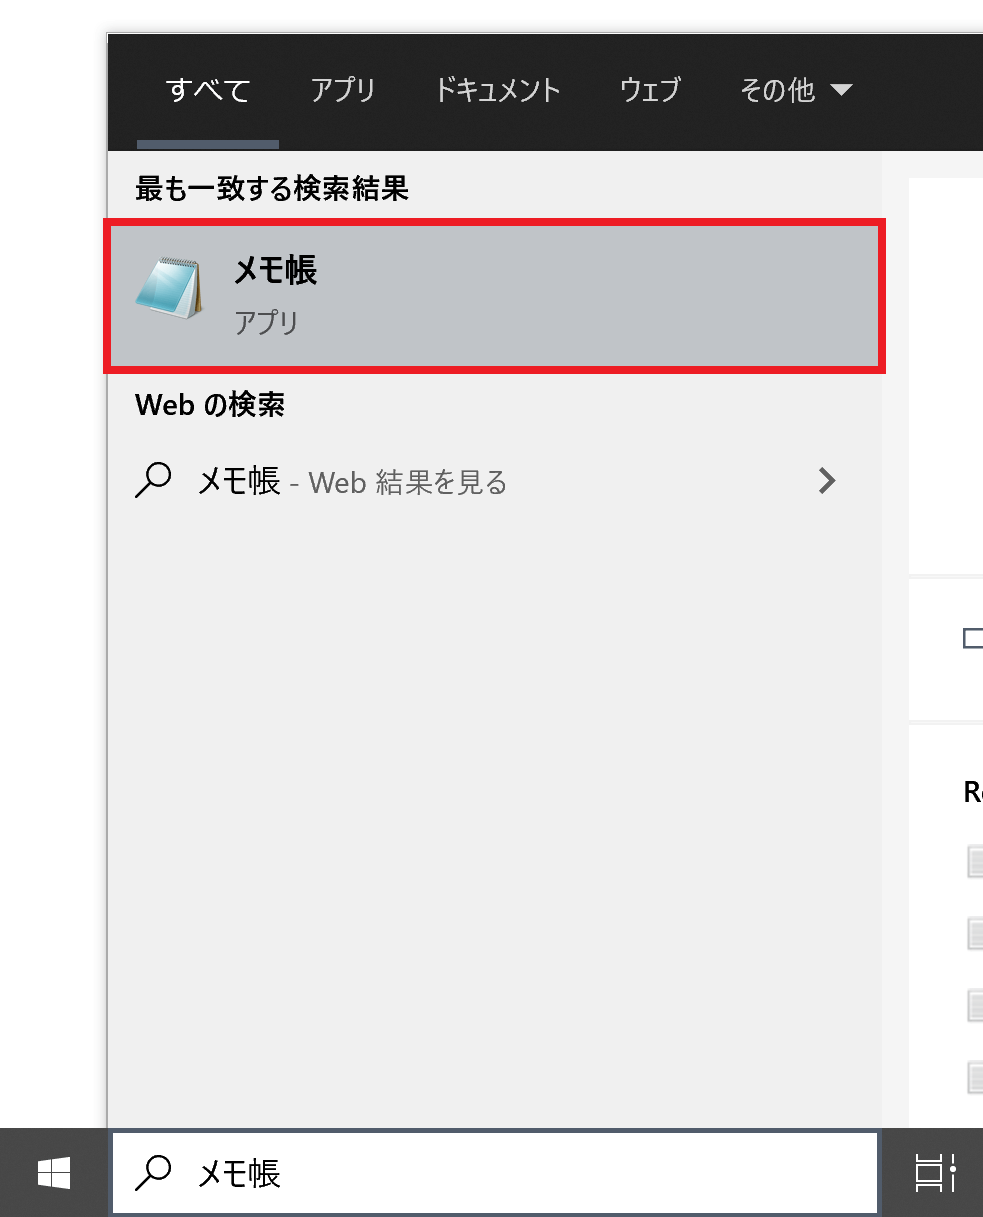 すべて アプリ ドキュメント ウェブ その他
最も一致する検索結果
メモ帳
アプリ
Web の検索
メモ帳 - Web 結果を見る
メモ帳